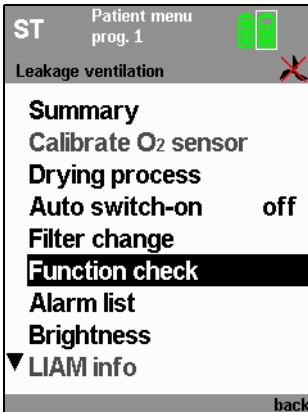 ST
Patient menu
prog. 1
Leakage ventilation
Summary
Calibrate O₂ sensor
Drying process
Auto switch-on off
Filter change
Function check
Alarm list
Brightness
LIAM info
back